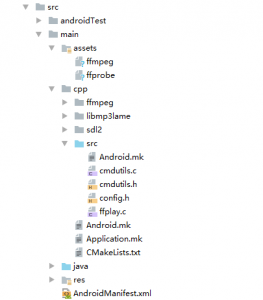 src
androidTest
main
assets
ffmpeg
ffprobe
cpp
ffmpeg
libmp3lame
sdl2
src
Android.mk
cmdutils.c
cmdutils.h
config.h
ffplay.c
Android.mk
Application.mk
CMakeLists.txt
java
res
AndroidManifest.xml